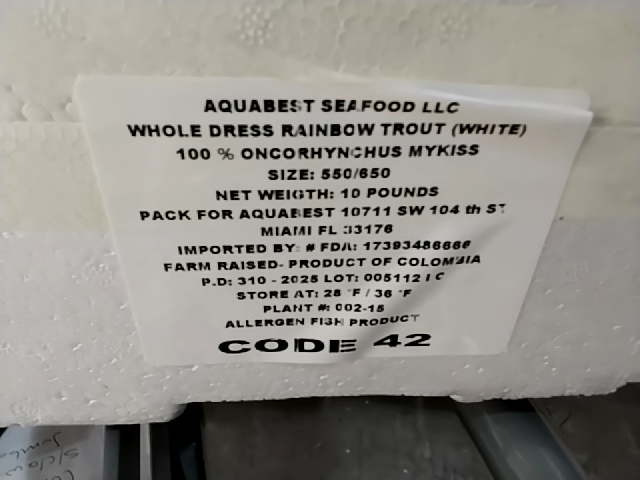 AQUABEST SEAFOOD LLC
WHOLE DRESS RAINBOW TROUT (WHITE)
100 % ONCORHYNCHUS MYKISS
SIZE: 550/650
NET WEIGTH: 10 POUNDS
PACK FOR AQUABEST 10711 SW 104 th ST
MIAMI FL 33176
IMPORTED BY: # FDA: 17393486666
FARM RAISED- PRODUCT OF COLOMBIA
P.D: 310 - 2025 LOT: 005112 I C
STORE AT: 28 °F / 36 °F
PLANT #: 002-15
ALLERGEN FISH PRODUCT
CODE 42